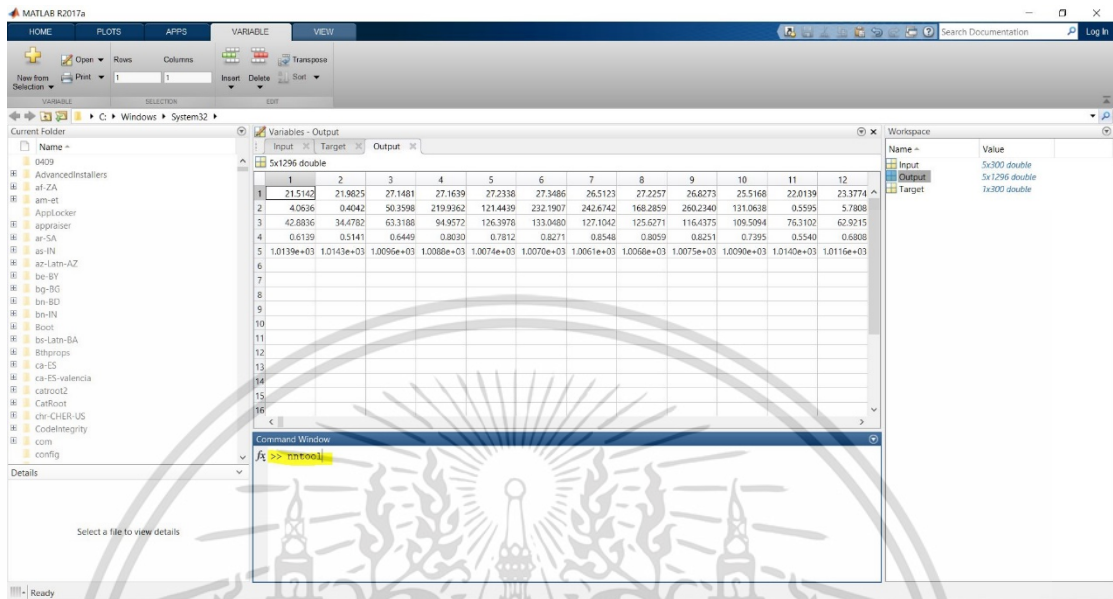 MATLAB R2017a
HOME PLOTS APPS VARIABLE VIEW
Search Documentation Log In
New from Selection
Open Rows Columns
Print 1 1
Insert Delete
Transpose
Sort
VARIABLE SELECTION EDIT
C: Windows System32
Current Folder
Name
0409
AdvancedInstallers
af-ZA
am-et
AppLocker
appraiser
ar-SA
as-IN
az-Latn-AZ
be-BY
bg-BG
bn-BD
bn-IN
Boot
bs-Latn-BA
Bthprops
ca-ES
ca-ES-valencia
catroot2
CatRoot
chr-CHER-US
CodeIntegrity
com
config
Details
Select a file to view details
Variables - Output
Input Target Output
5x1296 double
1 2 3 4 5 6 7 8 9 10 11 12
1 21.5142 21.9825 27.1481 27.1639 27.2338 27.3486 26.5123 27.2257 26.8273 25.5168 22.0139 23.3774
2 4.0636 0.4042 50.3598 219.9362 121.4439 232.1907 242.6742 168.2859 260.2340 131.0638 0.5595 5.7808
3 42.8836 34.4782 63.3188 94.9572 126.3978 133.0480 127.1042 125.6271 116.4375 109.5094 76.3102 62.9215
4 0.6139 0.5141 0.6449 0.8030 0.7812 0.8271 0.8548 0.8059 0.8251 0.7395 0.5540 0.6808
5 1.0139e+03 1.0143e+03 1.0096e+03 1.0088e+03 1.0074e+03 1.0070e+03 1.0061e+03 1.0068e+03 1.0075e+03 1.0090e+03 1.0140e+03 1.0116e+03
6
7
8
9
10
11
12
13
14
15
16
Command Window
fx >> nntool
Workspace
Name Value
Input 5x300 double
Output 5x1296 double
Target 1x300 double
Ready